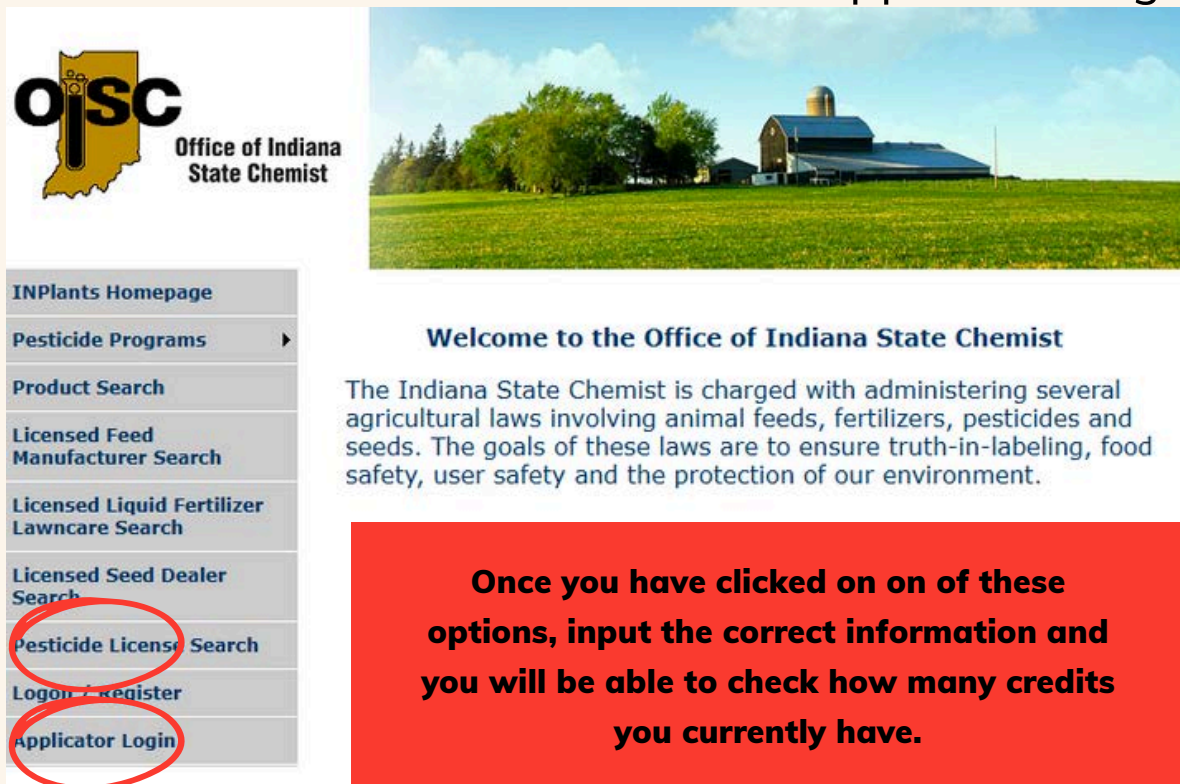 OISC
Office of Indiana
State Chemist
INPlants Homepage
Pesticide Programs
Product Search
Licensed Feed
Manufacturer Search
Licensed Liquid Fertilizer
Lawncare Search
Licensed Seed Dealer
Search
Pesticide License Search
Logon / Register
Applicator Login
Welcome to the Office of Indiana State Chemist
The Indiana State Chemist is charged with administering several
agricultural laws involving animal feeds, fertilizers, pesticides and
seeds. The goals of these laws are to ensure truth-in-labeling, food
safety, user safety and the protection of our environment.
Once you have clicked on on of these
options, input the correct information and
you will be able to check how many credits
you currently have.